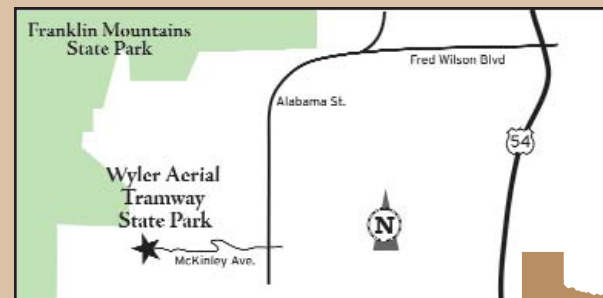 Franklin Mountains
State Park
Fred Wilson Blvd
Alabama St.
54
Wyler Aerial
Tramway
State Park
N
McKinley Ave.